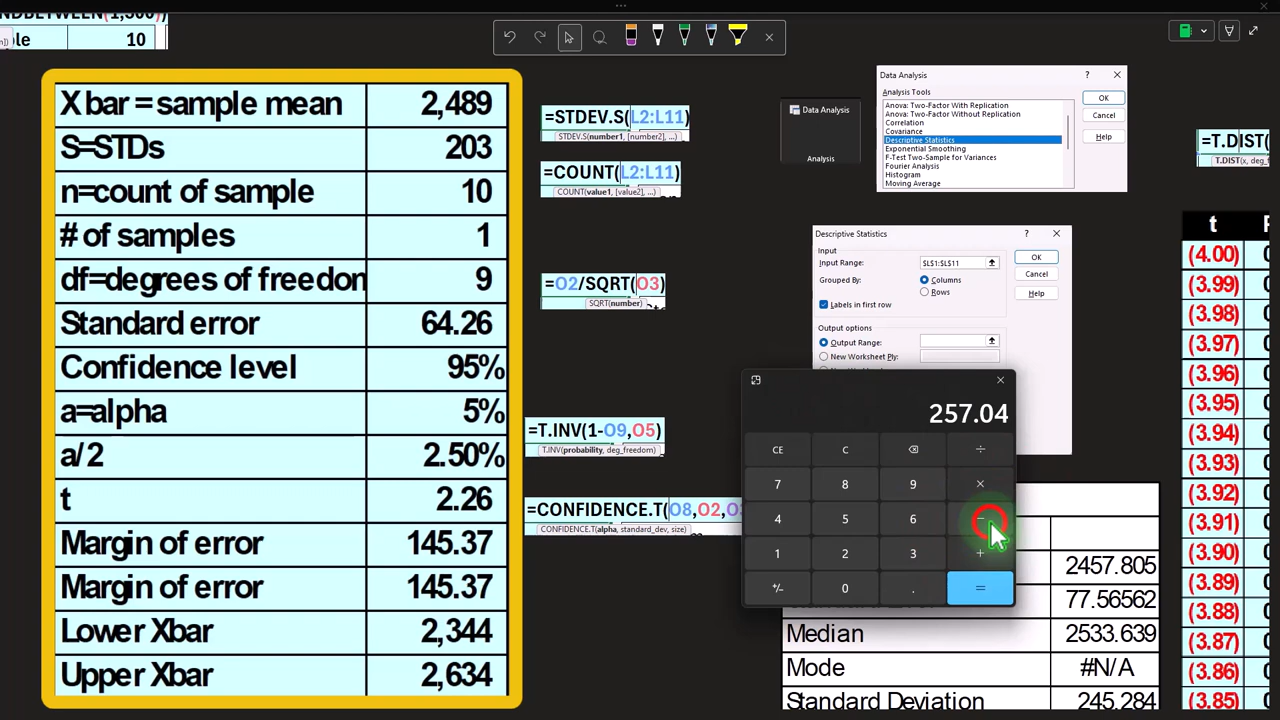 NDBETWEEN(1,500)
ple 10
X bar = sample mean 2,489
S=STDs 203
n=count of sample 10
# of samples 1
df=degrees of freedom 9
Standard error 64.26
Confidence level 95%
a=alpha 5%
a/2 2.50%
t 2.26
Margin of error 145.37
Margin of error 145.37
Lower Xbar 2,344
Upper Xbar 2,634
=STDEV.S(L2:L11)
STDEV.S(number1, [number2], ...)
=COUNT(L2:L11)
COUNT(value1, [value2], ...)
=O2/SQRT(O3)
SQRT(number)
=T.INV(1-O9,O5)
T.INV(probability, deg_freedom)
=CONFIDENCE.T(O8,O2,O
CONFIDENCE.T(alpha, standard_dev, size)
Data Analysis
Analysis
Data Analysis ?
Analysis Tools
Anova: Two-Factor With Replication
Anova: Two-Factor Without Replication
Correlation
Covariance
Descriptive Statistics
Exponential Smoothing
F-Test Two-Sample for Variances
Fourier Analysis
Histogram
Moving Average
OK
Cancel
Help
Descriptive Statistics ?
Input
Input Range: $L$1:$L$11
Grouped By: Columns
Rows
Labels in first row
Output options
Output Range:
New Worksheet Ply:
OK
Cancel
Help
257.04
CE C ÷
7 8 9 ×
4 5 6 −
1 2 3 +
+/- 0 . =
2457.805
77.56562
Median 2533.639
Mode #N/A
Standard Deviation 245.284
=T.DIST(
T.DIST(x, deg_f
t
(4.00)
(3.99)
(3.98)
(3.97)
(3.96)
(3.95)
(3.94)
(3.93)
(3.92)
(3.91)
(3.90)
(3.89)
(3.88)
(3.87)
(3.86)
(3.85)